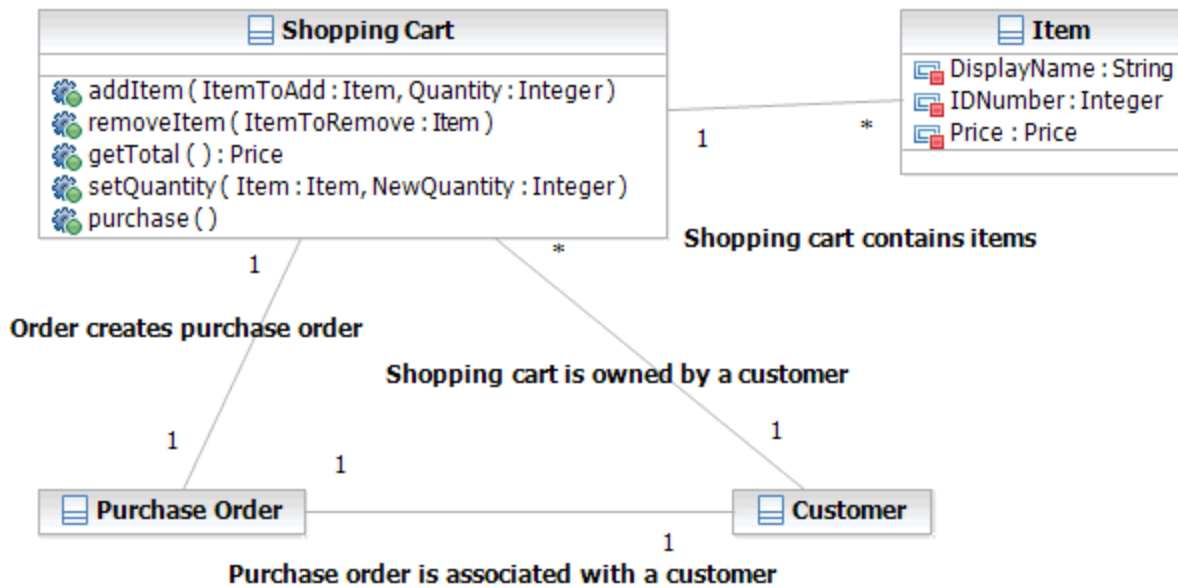 Shopping Cart
addItem ( ItemToAdd : Item, Quantity : Integer )
removeItem ( ItemToRemove : Item )
getTotal ( ) : Price
setQuantity ( Item : Item, NewQuantity : Integer )
purchase ( )
Item
DisplayName : String
IDNumber : Integer
Price : Price
1
*
Shopping cart contains items
1
*
Order creates purchase order
Shopping cart is owned by a customer
1
1
1
Purchase Order
Customer
1
Purchase order is associated with a customer